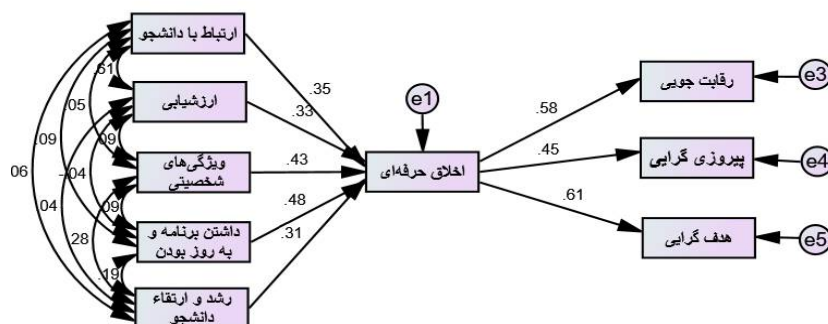 ارتباط با دانشجو
ارزشیابی
ویژگی‌های
شخصیتی
داشتن برنامه و
به روز بودن
رشد و ارتقاء
دانشجو
.61
.05
.09
.09
.06
-.04
.04
.09
.28
.19
.35
.33
.43
.48
.31
e1
اخلاق حرفه‌ای
.58
.45
.61
رقابت جویی
e3
پیروزی گرایی
e4
هدف گرایی
e5